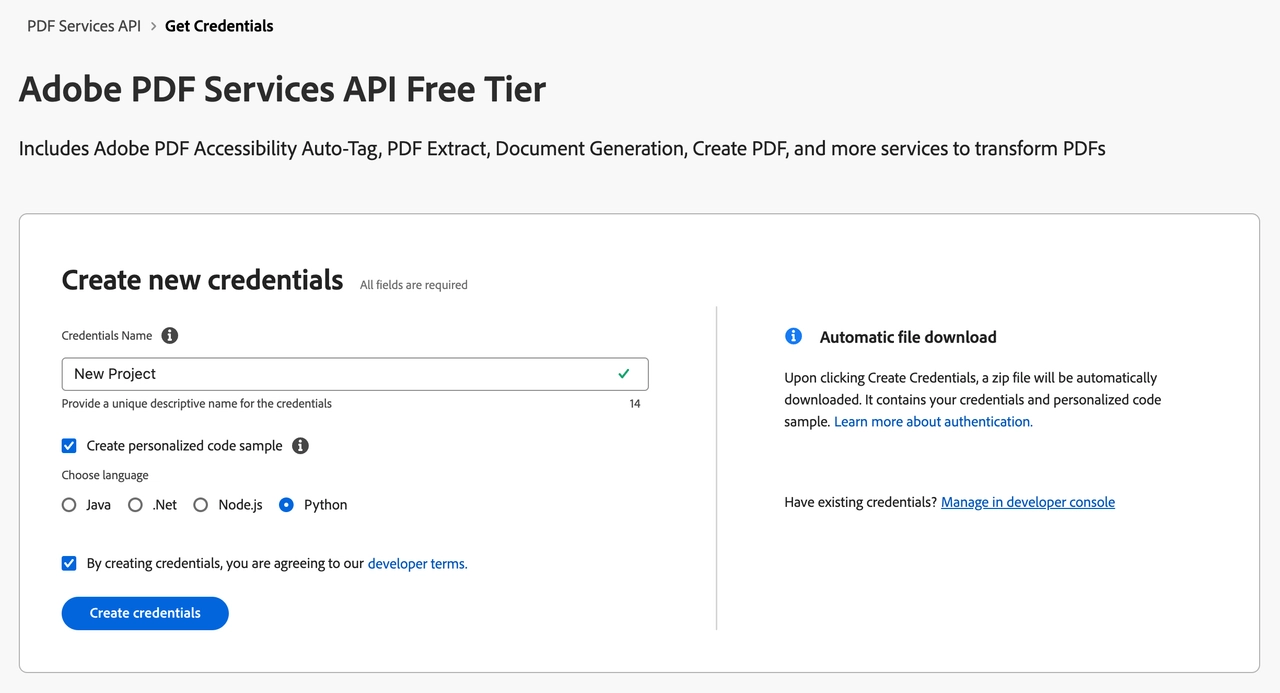 PDF Services API > Get Credentials
Adobe PDF Services API Free Tier
Includes Adobe PDF Accessibility Auto-Tag, PDF Extract, Document Generation, Create PDF, and more services to transform PDFs
Create new credentials All fields are required
Credentials Name
New Project
Provide a unique descriptive name for the credentials 14
Create personalized code sample
Choose language
Java .Net Node.js Python
By creating credentials, you are agreeing to our developer terms.
Create credentials
Automatic file download
Upon clicking Create Credentials, a zip file will be automatically
downloaded. It contains your credentials and personalized code
sample. Learn more about authentication.
Have existing credentials? Manage in developer console